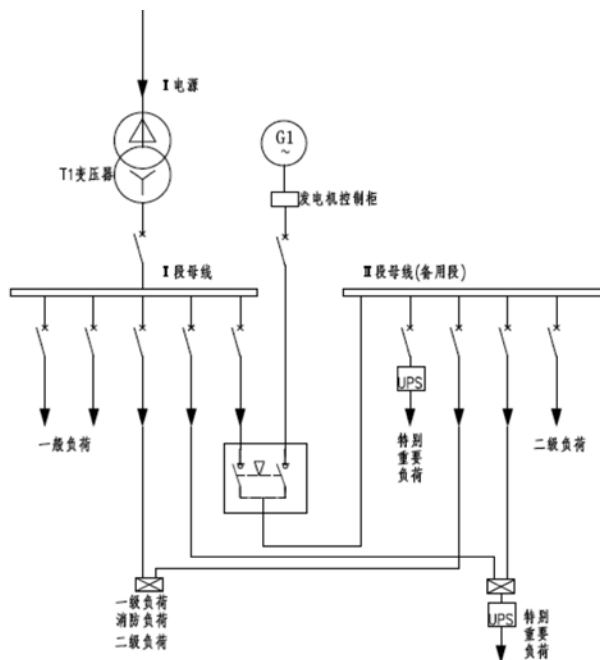 Ⅰ电源
G1
~
T1变压器
发电机控制柜
Ⅰ段母线
Ⅲ段母线(备用段)
UPS
一级负荷
特别
重要
负荷
二级负荷
一级负荷
消防负荷
二级负荷
UPS
特别
重要
负荷